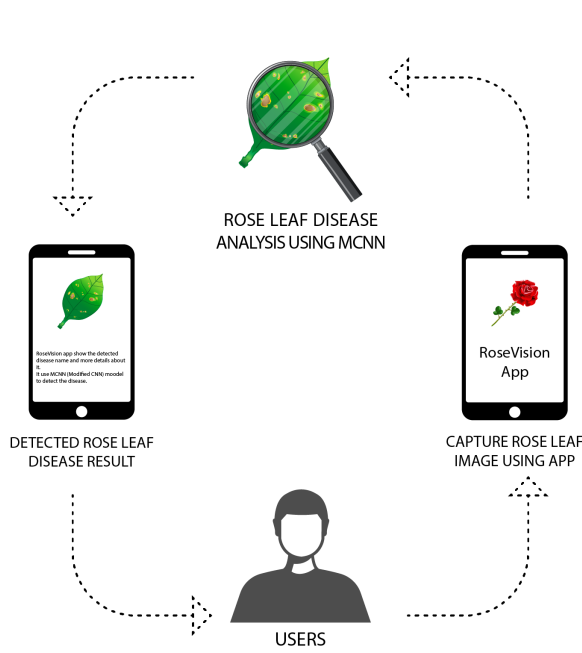 ROSE LEAF DISEASE
ANALYSIS USING MCNN
RoseVision app show the detected
disease name and more details about
it.
It use MCNN (Modified CNN) moodel
to detect the disease.
RoseVision
App
DETECTED ROSE LEAF
DISEASE RESULT
CAPTURE ROSE LEAF
IMAGE USING APP
USERS